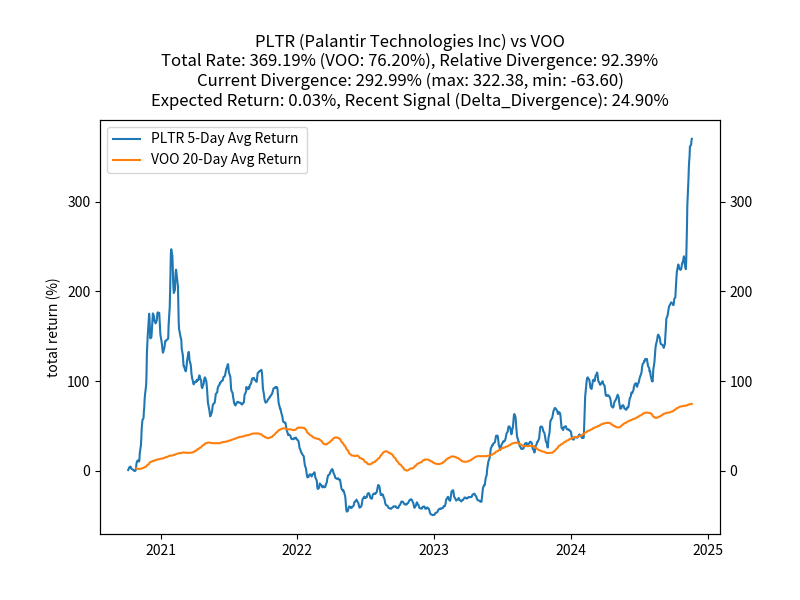 PLTR (Palantir Technologies Inc) vs VOO
Total Rate: 369.19% (VOO: 76.20%), Relative Divergence: 92.39%
Current Divergence: 292.99% (max: 322.38, min: -63.60)
Expected Return: 0.03%, Recent Signal (Delta_Divergence): 24.90%
PLTR 5-Day Avg Return
VOO 20-Day Avg Return
total return (%)
300 300
200 200
100 100
0 0
2021 2022 2023 2024 2025